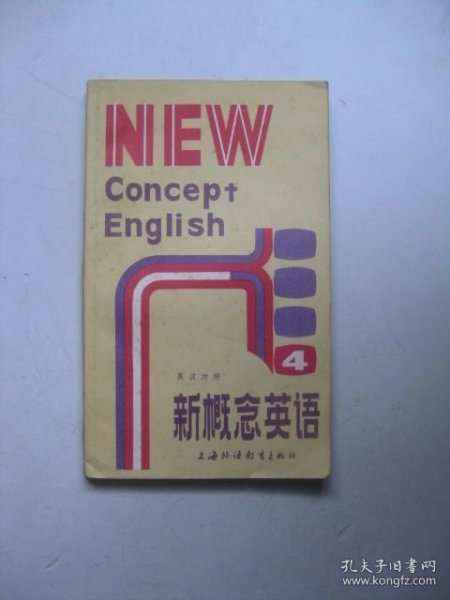 NEW
Concept
English
4
英汉对照
新概念英语
上海外语教育出版社
孔夫子旧书网
www.kongfz.com